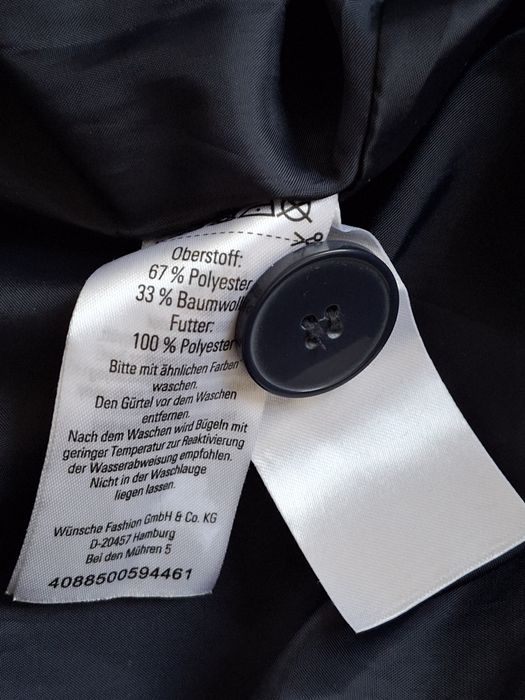 Oberstoff:
67 % Polyester
33 % Baumwoll
Futter:
100 % Polyester
Bitte mit ähnlichen Farben
waschen.
Den Gürtel vor dem Waschen
entfernen.
Nach dem Waschen wird Bügeln mit
geringer Temperatur zur Reaktivierung
der Wasserabweisung empfohlen.
Nicht in der Waschlauge
liegen lassen.
Wünsche Fashion GmbH & Co. KG
D-20457 Hamburg
Bei den Mühren 5
4088500594461